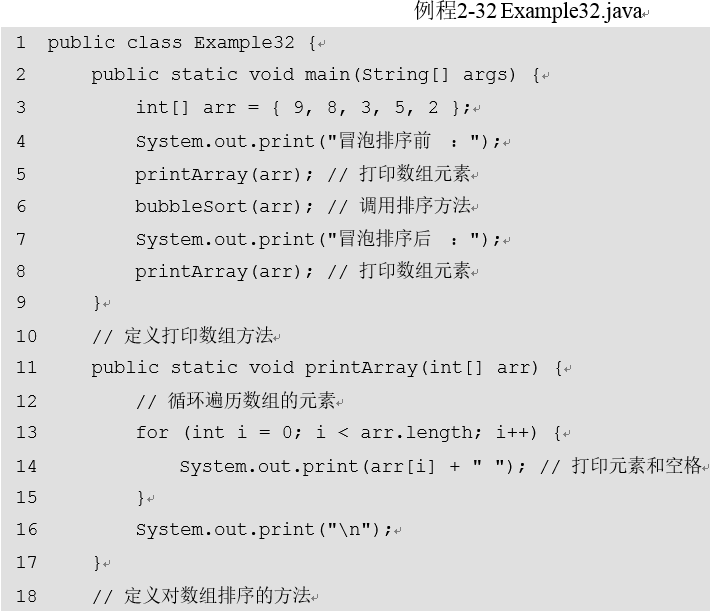 例程2-32 Example32.java
1 public class Example32 {
2     public static void main(String[] args) {
3         int[] arr = { 9, 8, 3, 5, 2 };
4         System.out.print("冒泡排序前 ：");
5         printArray(arr); // 打印数组元素
6         bubbleSort(arr); // 调用排序方法
7         System.out.print("冒泡排序后 ：");
8         printArray(arr); // 打印数组元素
9     }
10     // 定义打印数组方法
11     public static void printArray(int[] arr) {
12         // 循环遍历数组的元素
13         for (int i = 0; i < arr.length; i++) {
14             System.out.print(arr[i] + " "); // 打印元素和空格
15         }
16         System.out.print("\n");
17     }
18     // 定义对数组排序的方法